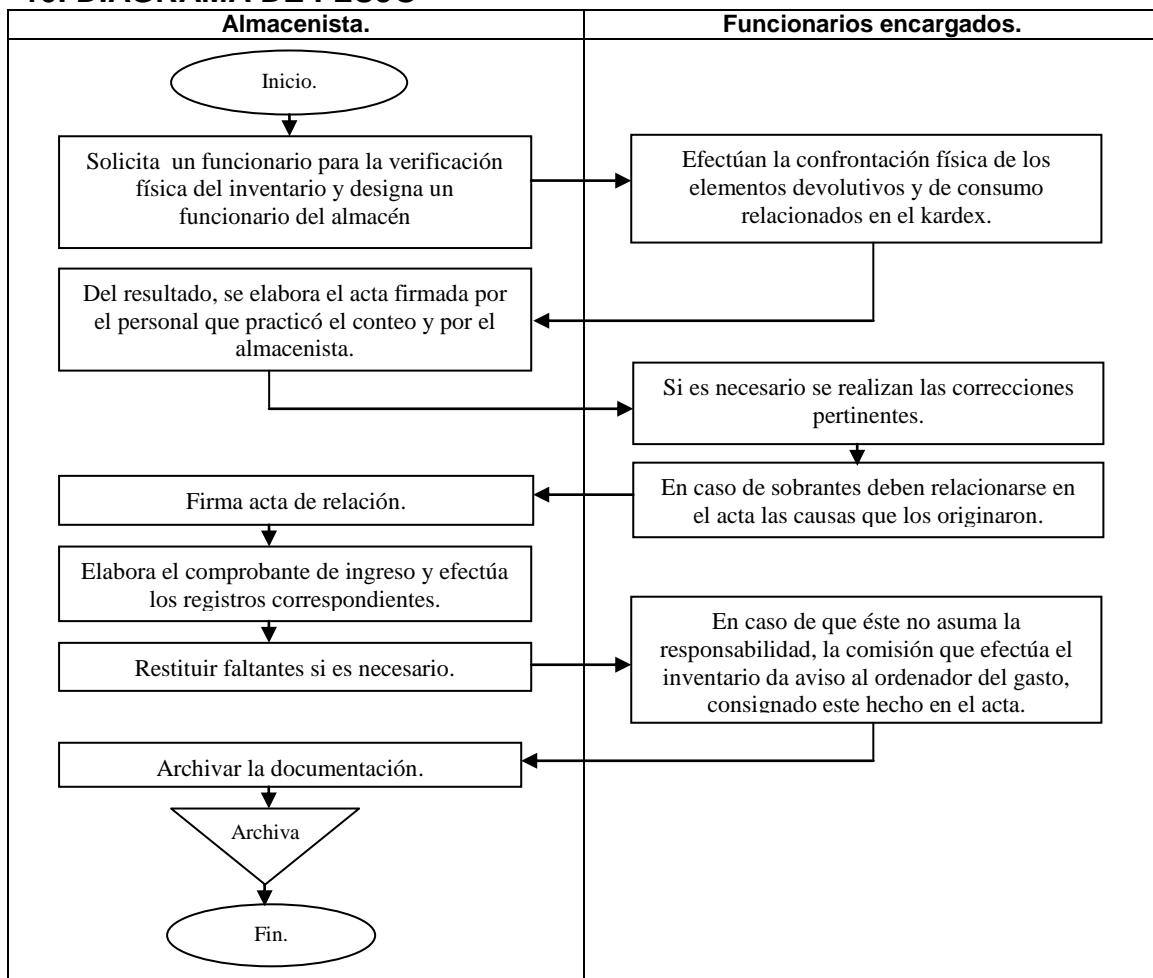 Almacenista.
Funcionarios encargados.
Inicio.
Solicita un funcionario para la verificación
física del inventario y designa un
funcionario del almacén
Efectúan la confrontación física de los
elementos devolutivos y de consumo
relacionados en el kardex.
Del resultado, se elabora el acta firmada por
el personal que practicó el conteo y por el
almacenista.
Si es necesario se realizan las correcciones
pertinentes.
En caso de sobrantes deben relacionarse en
el acta las causas que los originaron.
Firma acta de relación.
Elabora el comprobante de ingreso y efectúa
los registros correspondientes.
Restituir faltantes si es necesario.
En caso de que éste no asuma la
responsabilidad, la comisión que efectúa el
inventario da aviso al ordenador del gasto,
consignado este hecho en el acta.
Archivar la documentación.
Archiva
Fin.